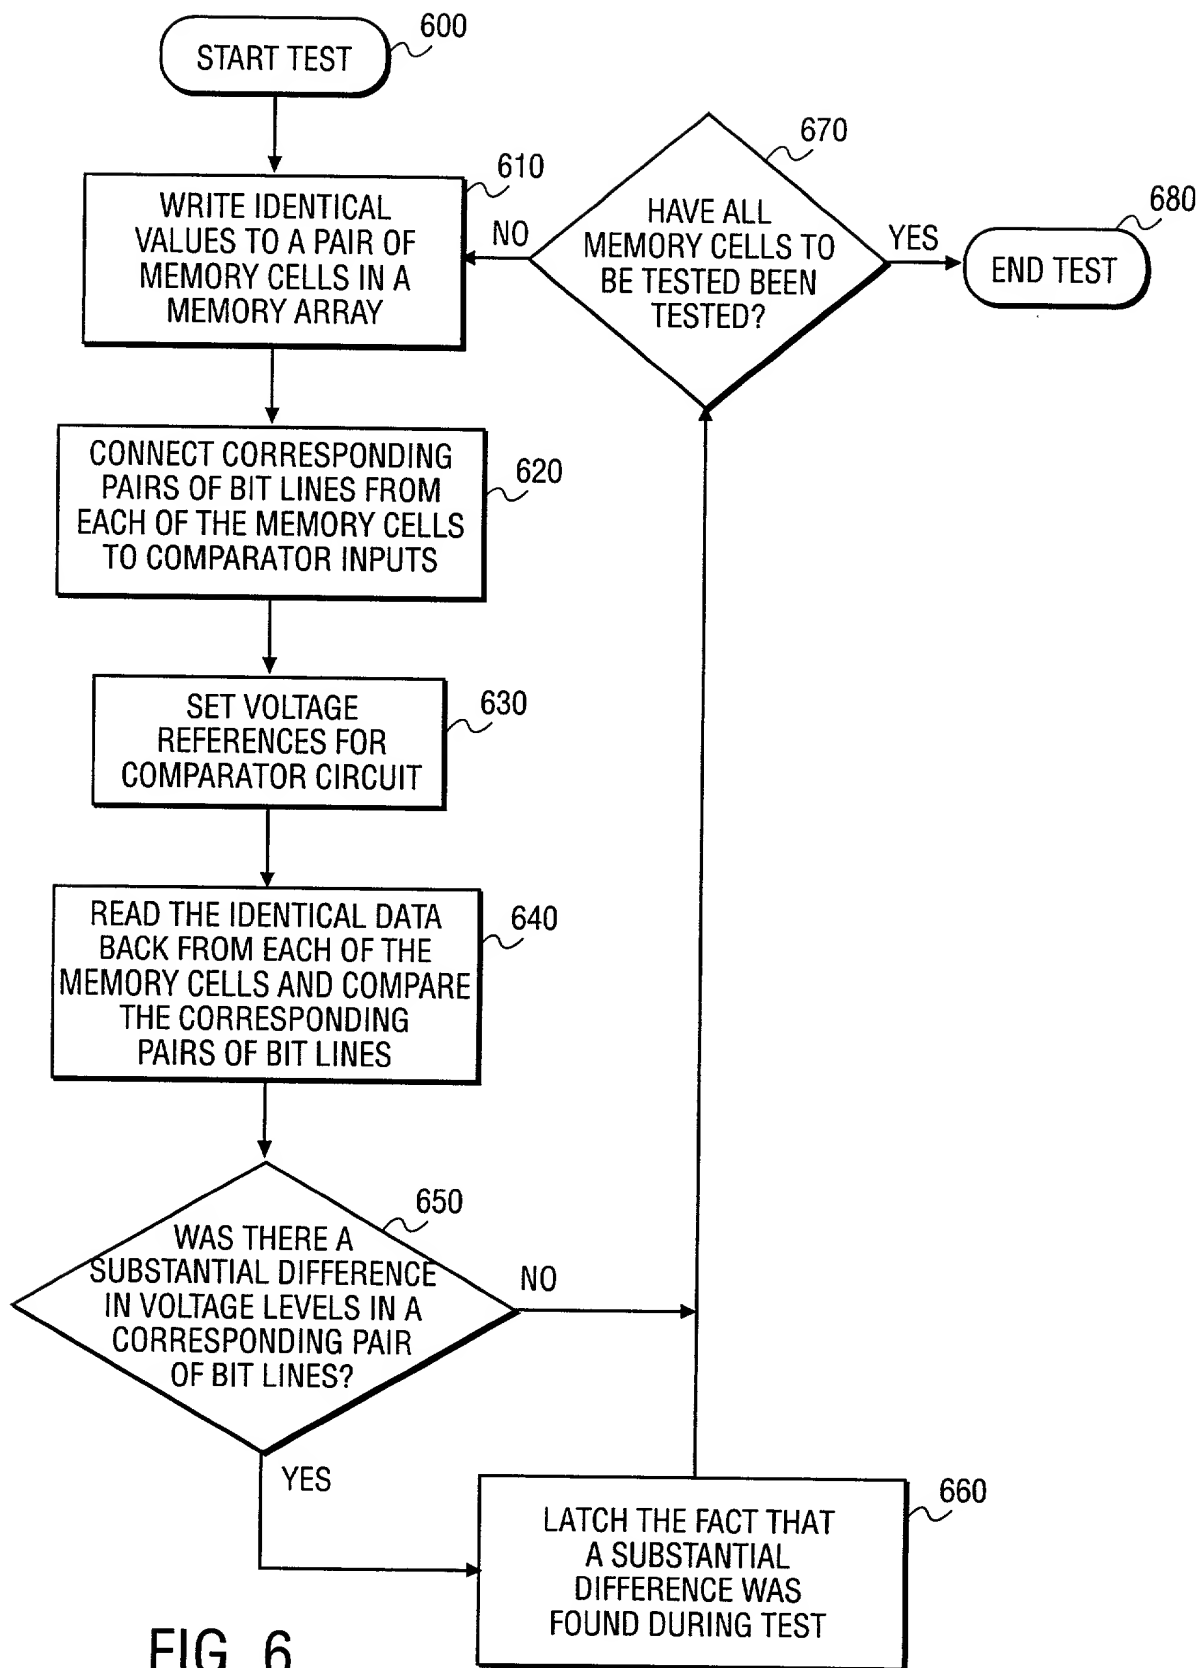 START TEST
600
WRITE IDENTICAL
VALUES TO A PAIR OF
MEMORY CELLS IN A
MEMORY ARRAY
610
CONNECT CORRESPONDING
PAIRS OF BIT LINES FROM
EACH OF THE MEMORY CELLS
TO COMPARATOR INPUTS
620
SET VOLTAGE
REFERENCES FOR
COMPARATOR CIRCUIT
630
READ THE IDENTICAL DATA
BACK FROM EACH OF THE
MEMORY CELLS AND COMPARE
THE CORRESPONDING
PAIRS OF BIT LINES
640
WAS THERE A
SUBSTANTIAL DIFFERENCE
IN VOLTAGE LEVELS IN A
CORRESPONDING PAIR
OF BIT LINES?
650
NO
YES
LATCH THE FACT THAT
A SUBSTANTIAL
DIFFERENCE WAS
FOUND DURING TEST
660
HAVE ALL
MEMORY CELLS TO
BE TESTED BEEN
TESTED?
670
NO
YES
END TEST
680
FIG. 6